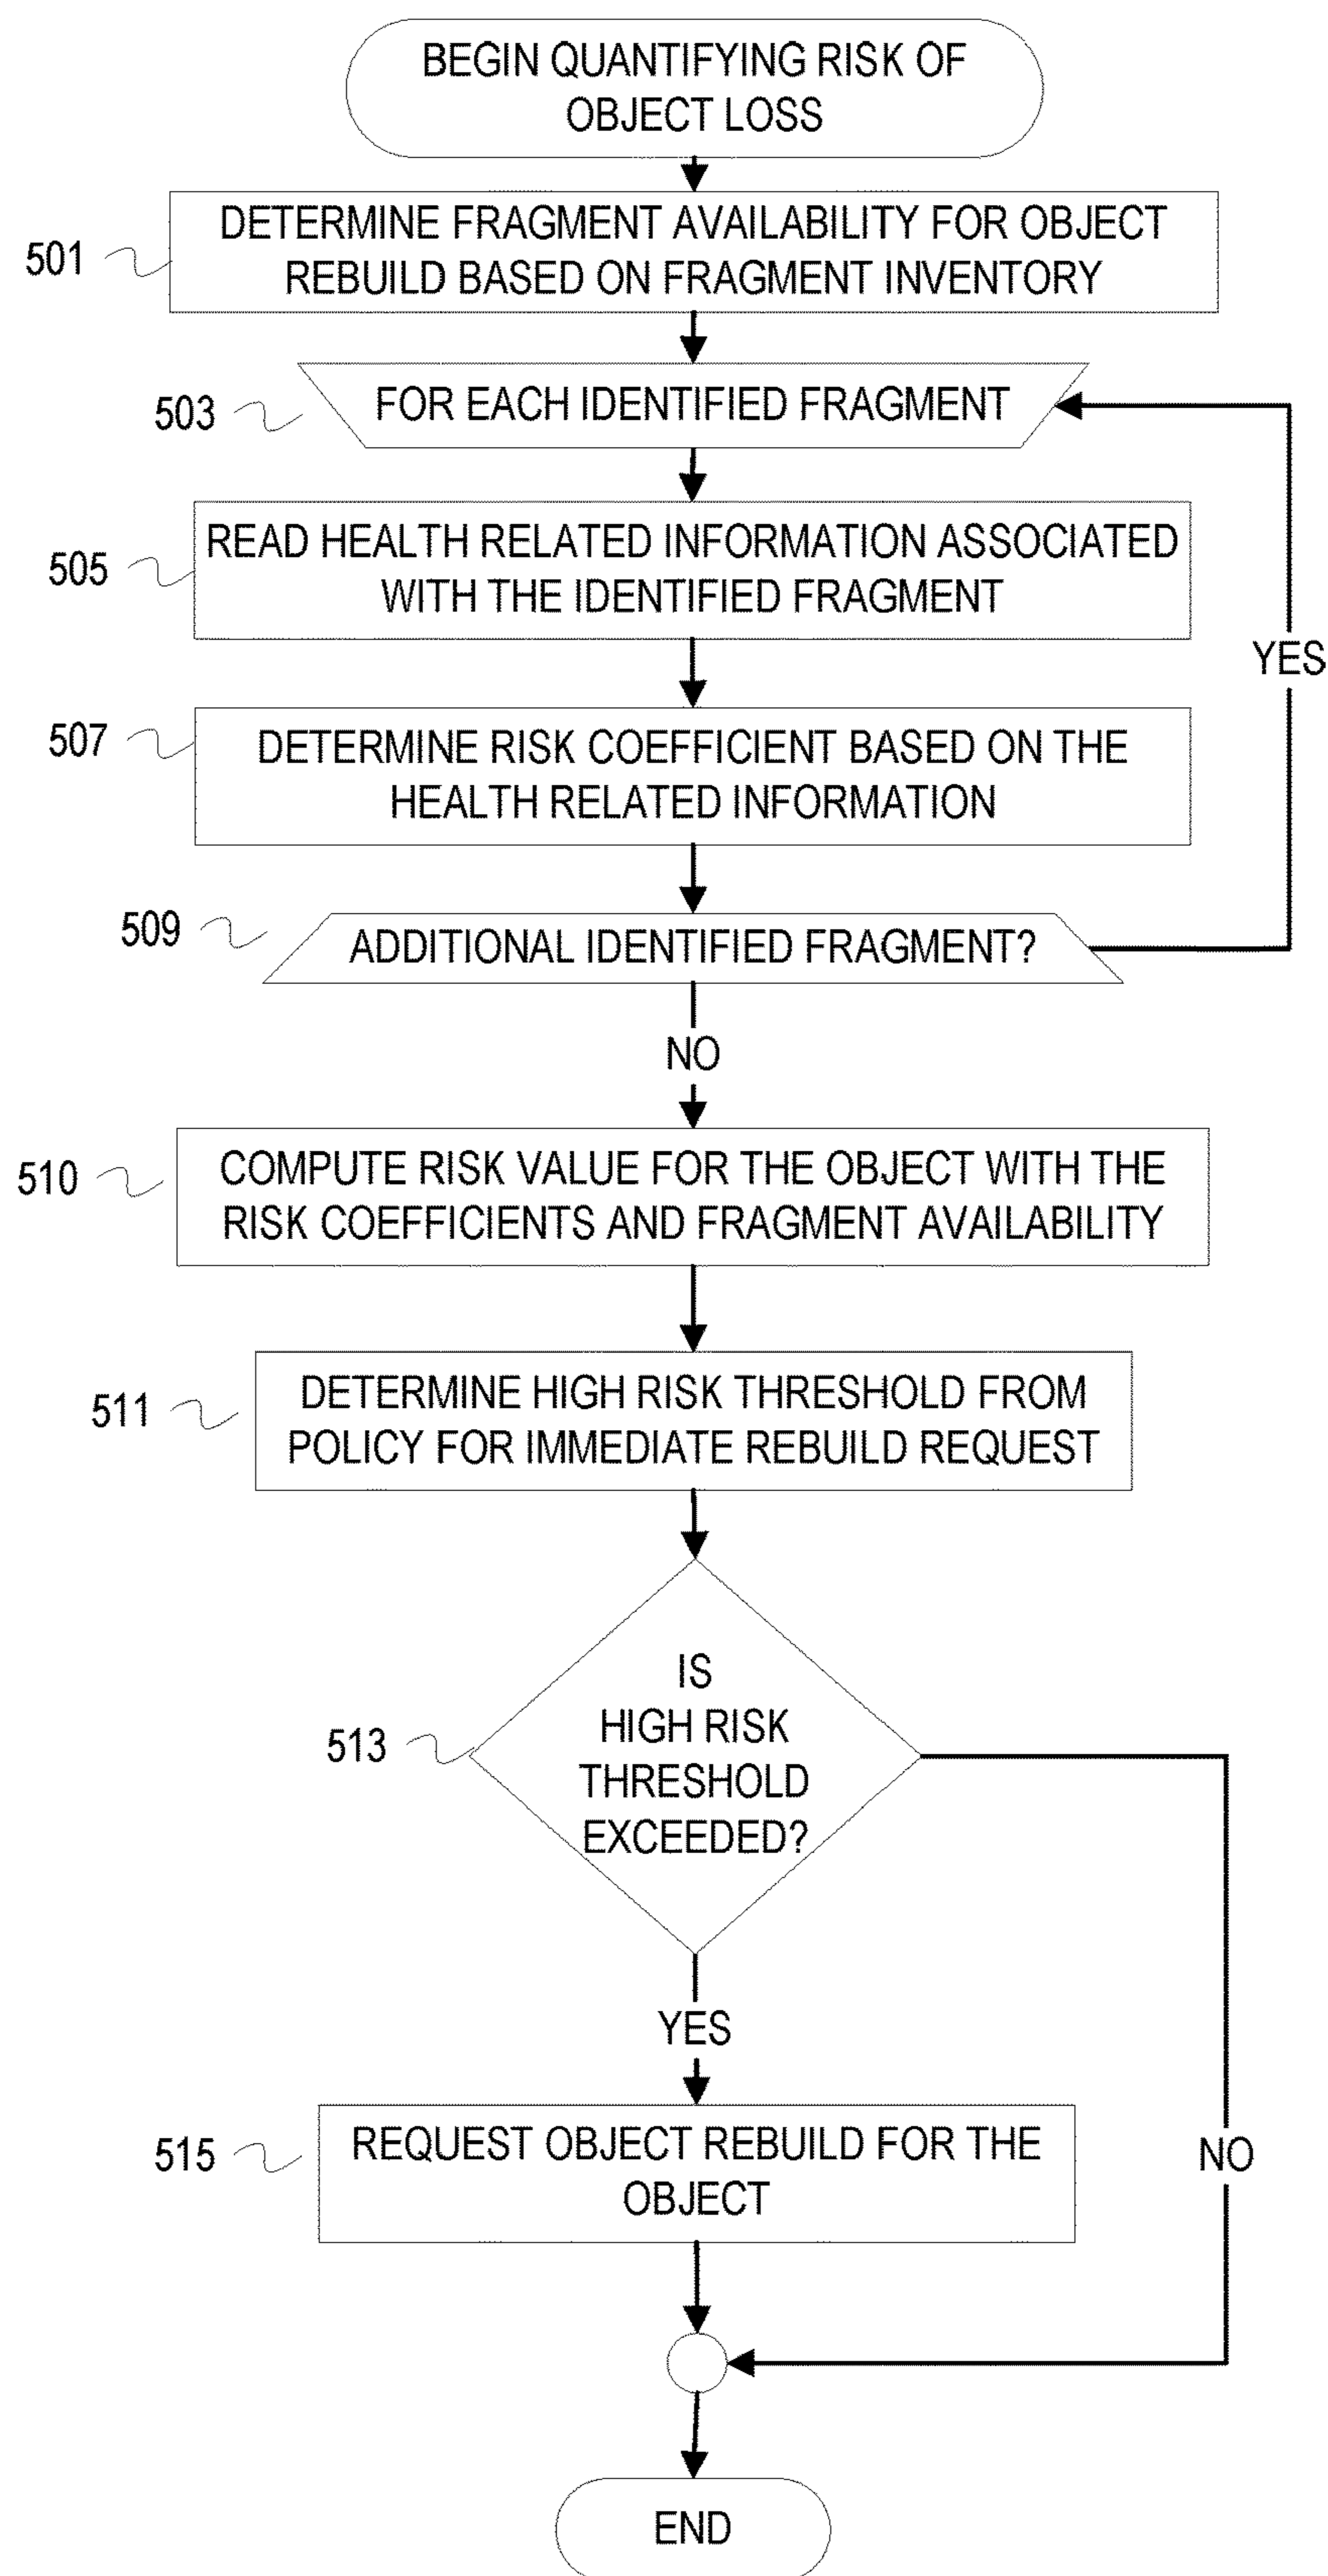 BEGIN QUANTIFYING RISK OF
OBJECT LOSS
501
DETERMINE FRAGMENT AVAILABILITY FOR OBJECT
REBUILD BASED ON FRAGMENT INVENTORY
503
FOR EACH IDENTIFIED FRAGMENT
505
READ HEALTH RELATED INFORMATION ASSOCIATED
WITH THE IDENTIFIED FRAGMENT
YES
507
DETERMINE RISK COEFFICIENT BASED ON THE
HEALTH RELATED INFORMATION
509
ADDITIONAL IDENTIFIED FRAGMENT?
NO
510
COMPUTE RISK VALUE FOR THE OBJECT WITH THE
RISK COEFFICIENTS AND FRAGMENT AVAILABILITY
511
DETERMINE HIGH RISK THRESHOLD FROM
POLICY FOR IMMEDIATE REBUILD REQUEST
513
IS
HIGH RISK
THRESHOLD
EXCEEDED?
YES
515
REQUEST OBJECT REBUILD FOR THE
OBJECT
NO
END